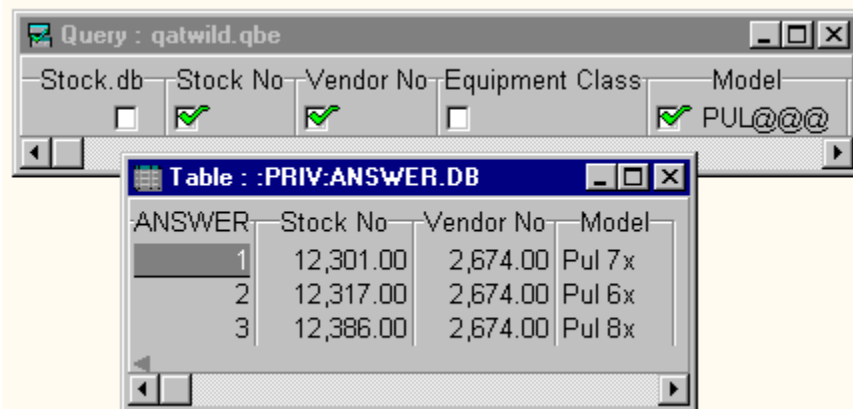 Query : qatwild.qbe
Stock.db Stock No Vendor No Equipment Class Model
PUL@@@
Table : :PRIV:ANSWER.DB
ANSWER Stock No Vendor No Model
1 12,301.00 2,674.00 Pul 7x
2 12,317.00 2,674.00 Pul 6x
3 12,386.00 2,674.00 Pul 8x